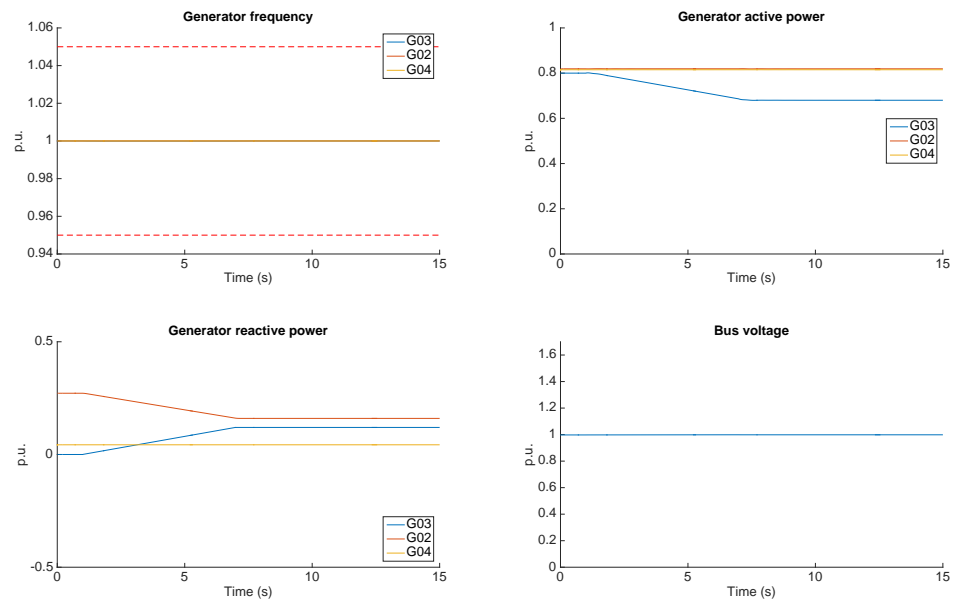 Generator frequency
1.06
1.04
1.02
1
0.98
0.96
0.94
p.u.
0
5
10
15
Time (s)
G03
G02
G04
Generator active power
1
0.8
0.6
0.4
0.2
0
p.u.
0
5
10
15
Time (s)
G03
G02
G04
Generator reactive power
0.5
0
-0.5
p.u.
0
5
10
15
Time (s)
G03
G02
G04
Bus voltage
1.6
1.4
1.2
1
0.8
0.6
0.4
0.2
0
p.u.
0
5
10
15
Time (s)